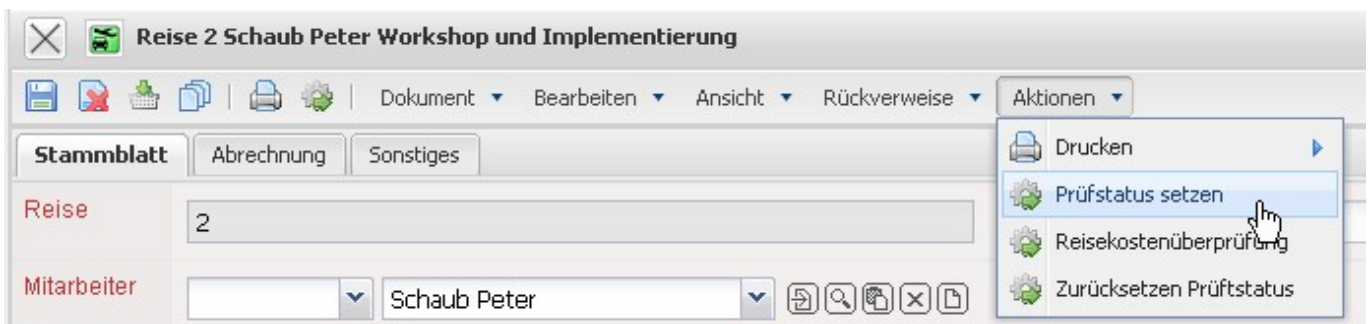 Reise 2 Schaub Peter Workshop und Implementierung
Dokument Bearbeiten Ansicht Rückverweise Aktionen
Stammblatt Abrechnung Sonstiges
Drucken
Reise
2
Prüfstatus setzen
Reisekostenüberprüfung
Mitarbeiter
Schaub Peter
Zurücksetzen Prüftstatus